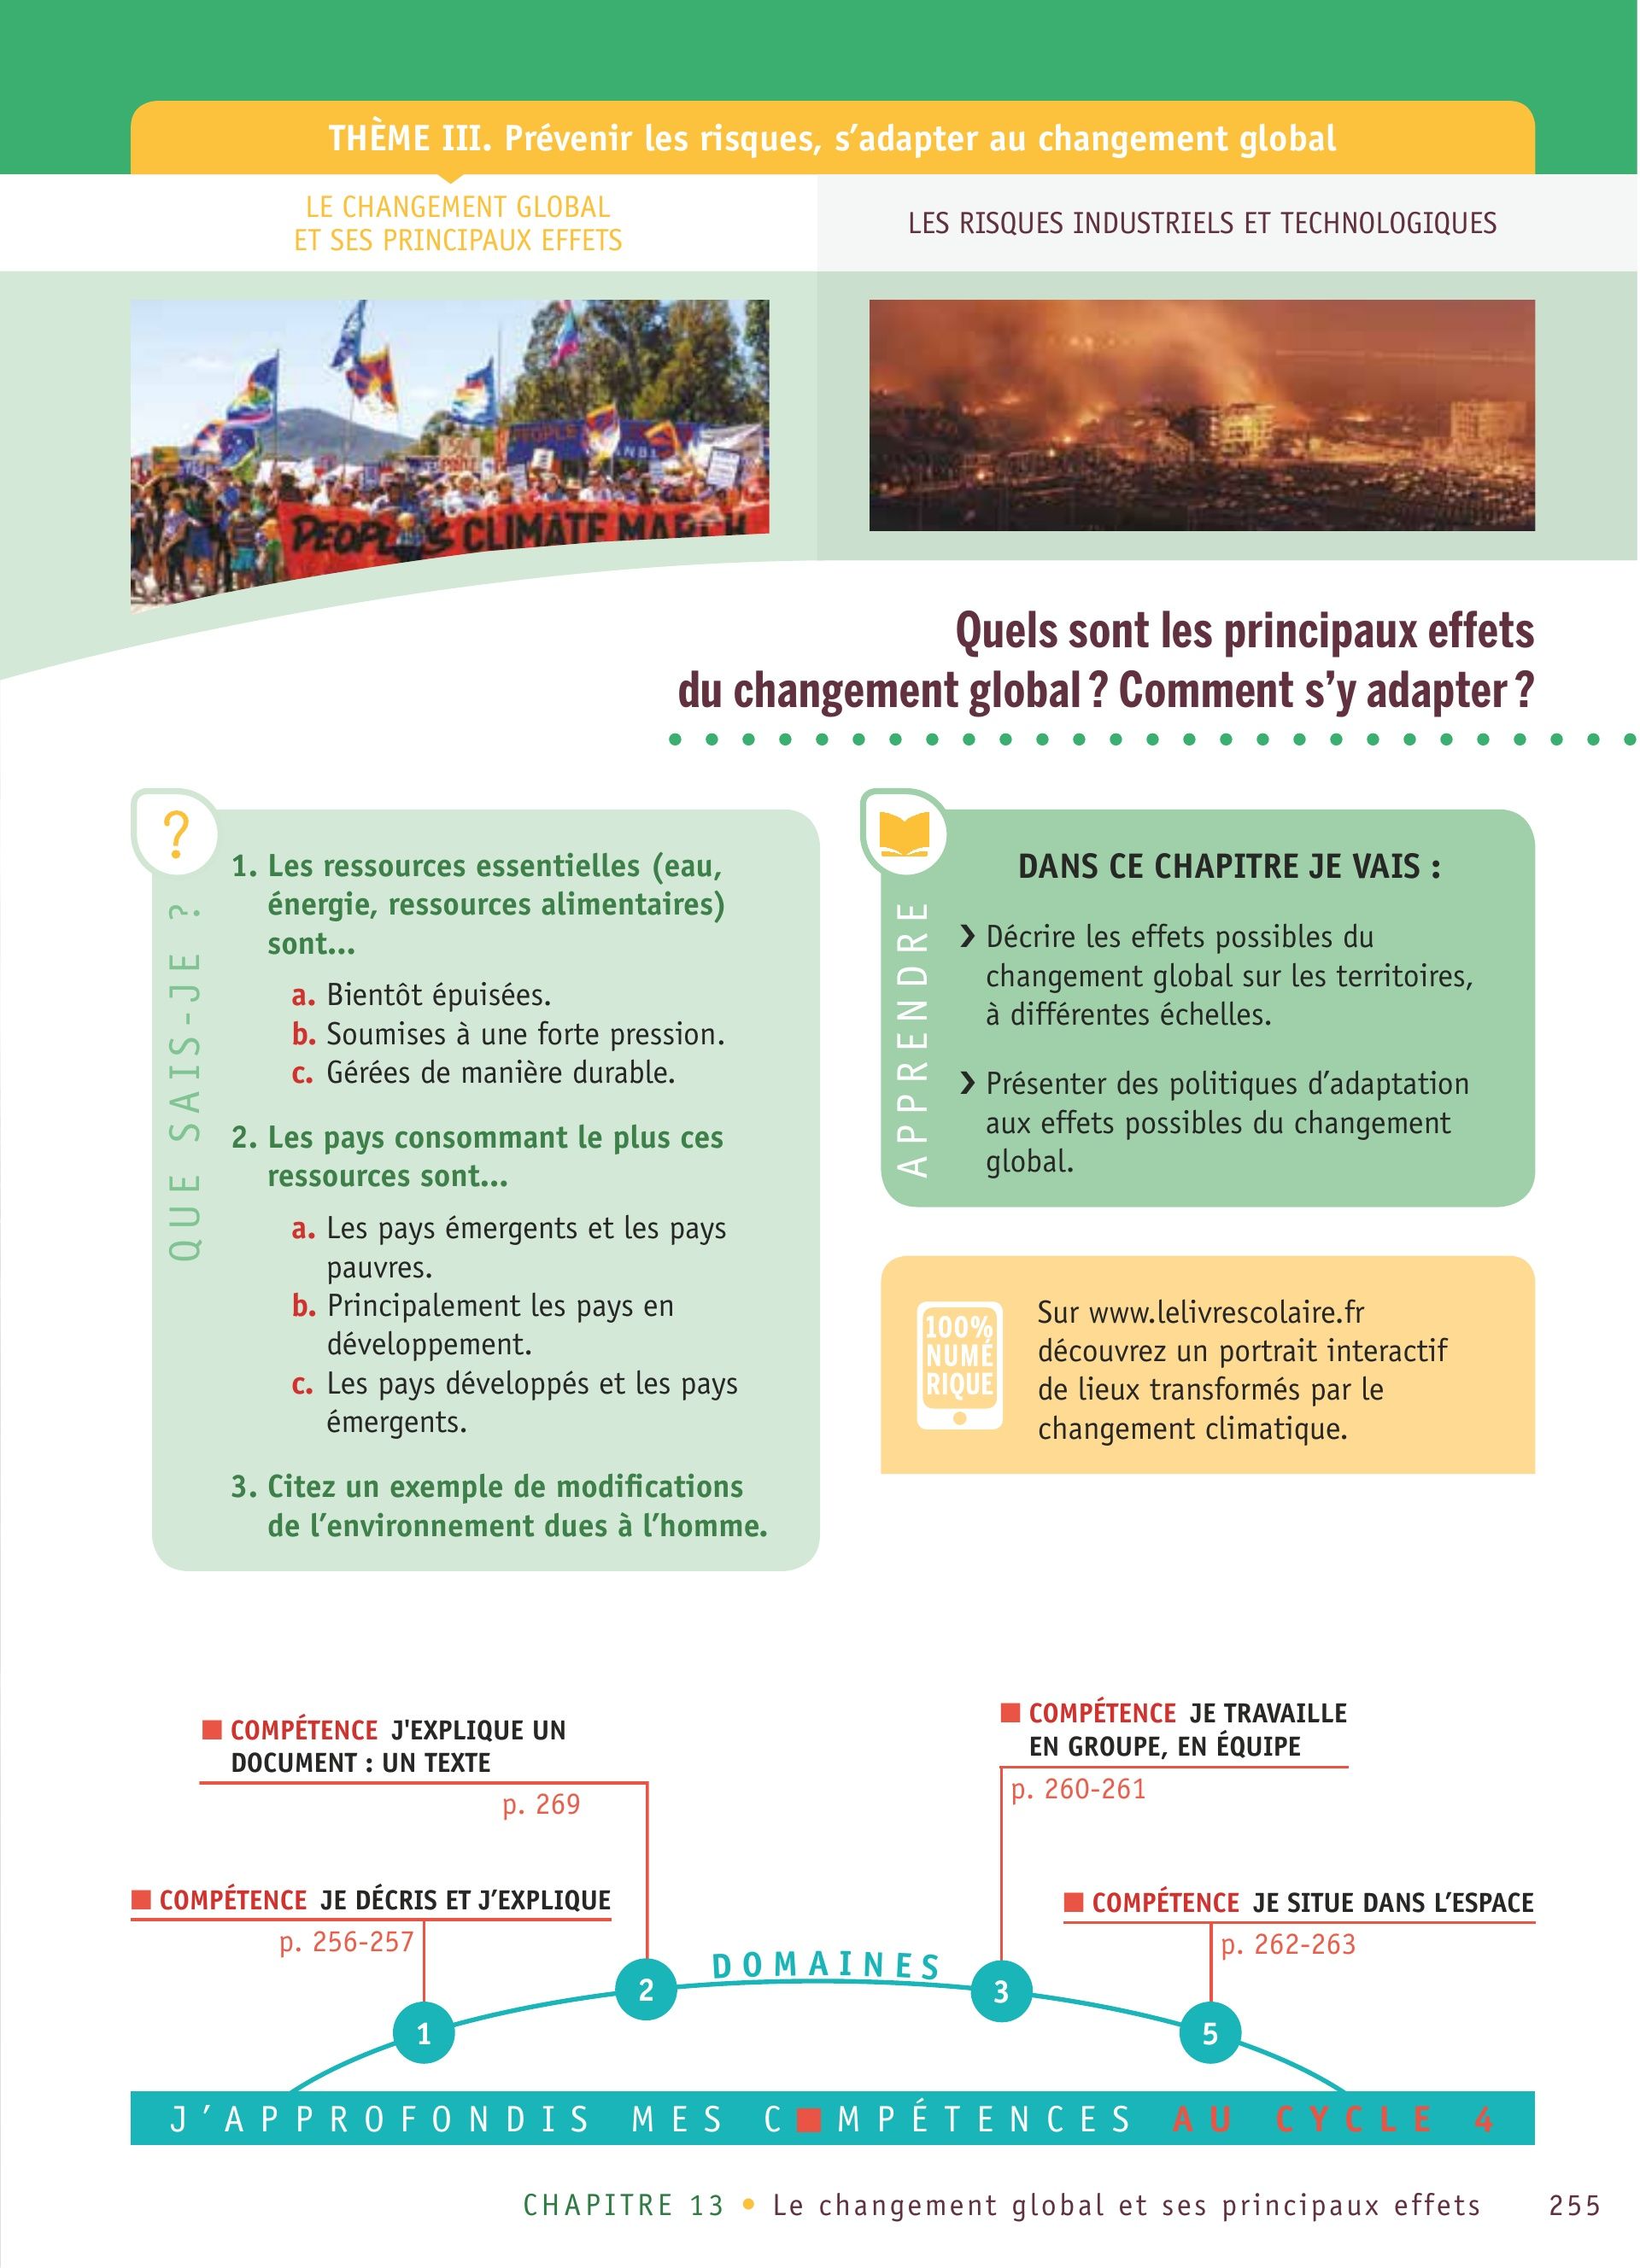 THÈME III. Prévenir les risques, s’adapter au changement global
LE CHANGEMENT GLOBAL
ET SES PRINCIPAUX EFFETS
LES RISQUES INDUSTRIELS ET TECHNOLOGIQUES
PEOPLE
PEOPLE'S CLIMATE MARCH
Quels sont les principaux effets
du changement global ? Comment s’y adapter ?
?
QUE SAIS-JE ?
1. Les ressources essentielles (eau,
énergie, ressources alimentaires)
sont...
a. Bientôt épuisées.
b. Soumises à une forte pression.
c. Gérées de manière durable.
2. Les pays consommant le plus ces
ressources sont...
a. Les pays émergents et les pays
pauvres.
b. Principalement les pays en
développement.
c. Les pays développés et les pays
émergents.
3. Citez un exemple de modifications
de l’environnement dues à l’homme.
APPRENDRE
DANS CE CHAPITRE JE VAIS :
❯ Décrire les effets possibles du
changement global sur les territoires,
à différentes échelles.
❯ Présenter des politiques d’adaptation
aux effets possibles du changement
global.
100%
NUMÉ
RIQUE
Sur www.lelivrescolaire.fr
découvrez un portrait interactif
de lieux transformés par le
changement climatique.
COMPÉTENCE J'EXPLIQUE UN
DOCUMENT : UN TEXTE
p. 269
COMPÉTENCE JE TRAVAILLE
EN GROUPE, EN ÉQUIPE
p. 260-261
COMPÉTENCE JE DÉCRIS ET J’EXPLIQUE
p. 256-257
COMPÉTENCE JE SITUE DANS L’ESPACE
p. 262-263
DOMAINES
1
2
3
5
J’APPROFONDIS MES C■MPÉTENCES AU CYCLE 4
CHAPITRE 13 • Le changement global et ses principaux effets 255